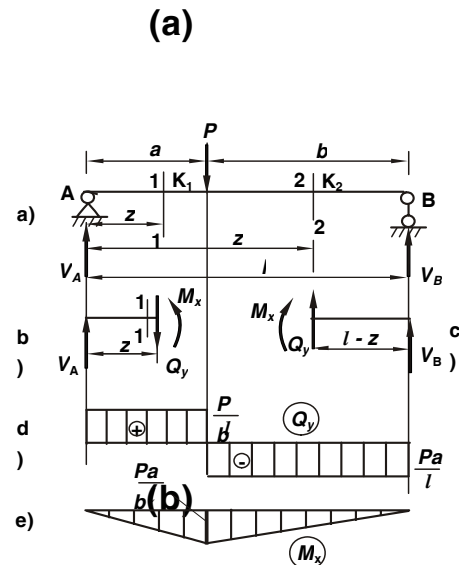 (a)
P
a b
A 1 K1 2 K2 B
a)
z
1 z 2
VA l VB
1 Mx Mx
b
) 1 Qy Qy c
)
VA z l - z VB
d
) + P
l
b Qy
- Pa
l
Pa
b (b)
e)
Mx